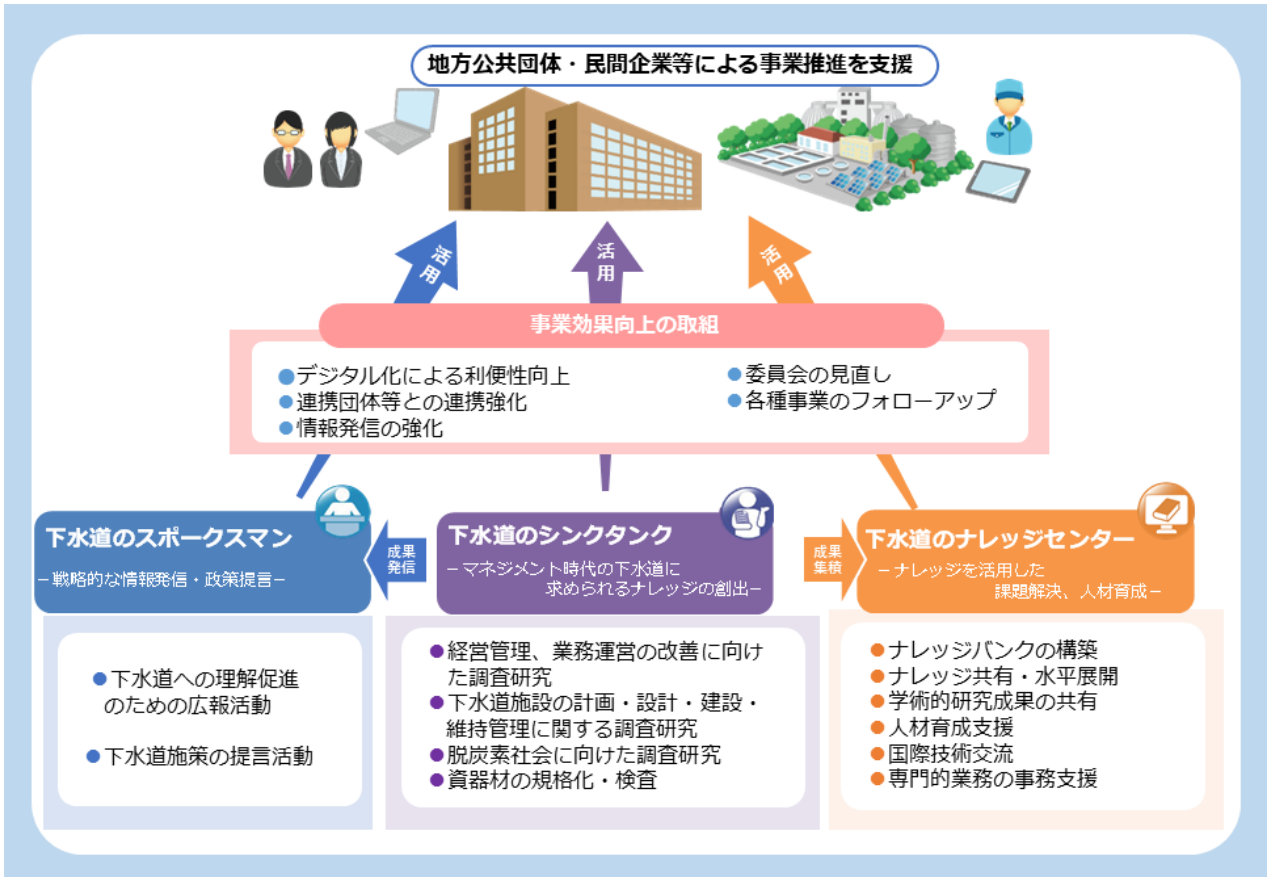 地方公共団体・民間企業等による事業推進を支援
活用
活用
活用
事業効果向上の取組
●デジタル化による利便性向上
●連携団体等との連携強化
●情報発信の強化
●委員会の見直し
●各種事業のフォローアップ
下水道のスポークスマン
－戦略的な情報発信・政策提言－
成果
発信
下水道のシンクタンク
－マネジメント時代の下水道に
求められるナレッジの創出－
成果
集積
下水道のナレッジセンター
－ナレッジを活用した
課題解決、人材育成－
●下水道への理解促進
のための広報活動
●下水道施策の提言活動
●経営管理、業務運営の改善に向け
た調査研究
●下水道施設の計画・設計・建設・
維持管理に関する調査研究
●脱炭素社会に向けた調査研究
●資器材の規格化・検査
●ナレッジバンクの構築
●ナレッジ共有・水平展開
●学術的研究成果の共有
●人材育成支援
●国際技術交流
●専門的業務の事務支援